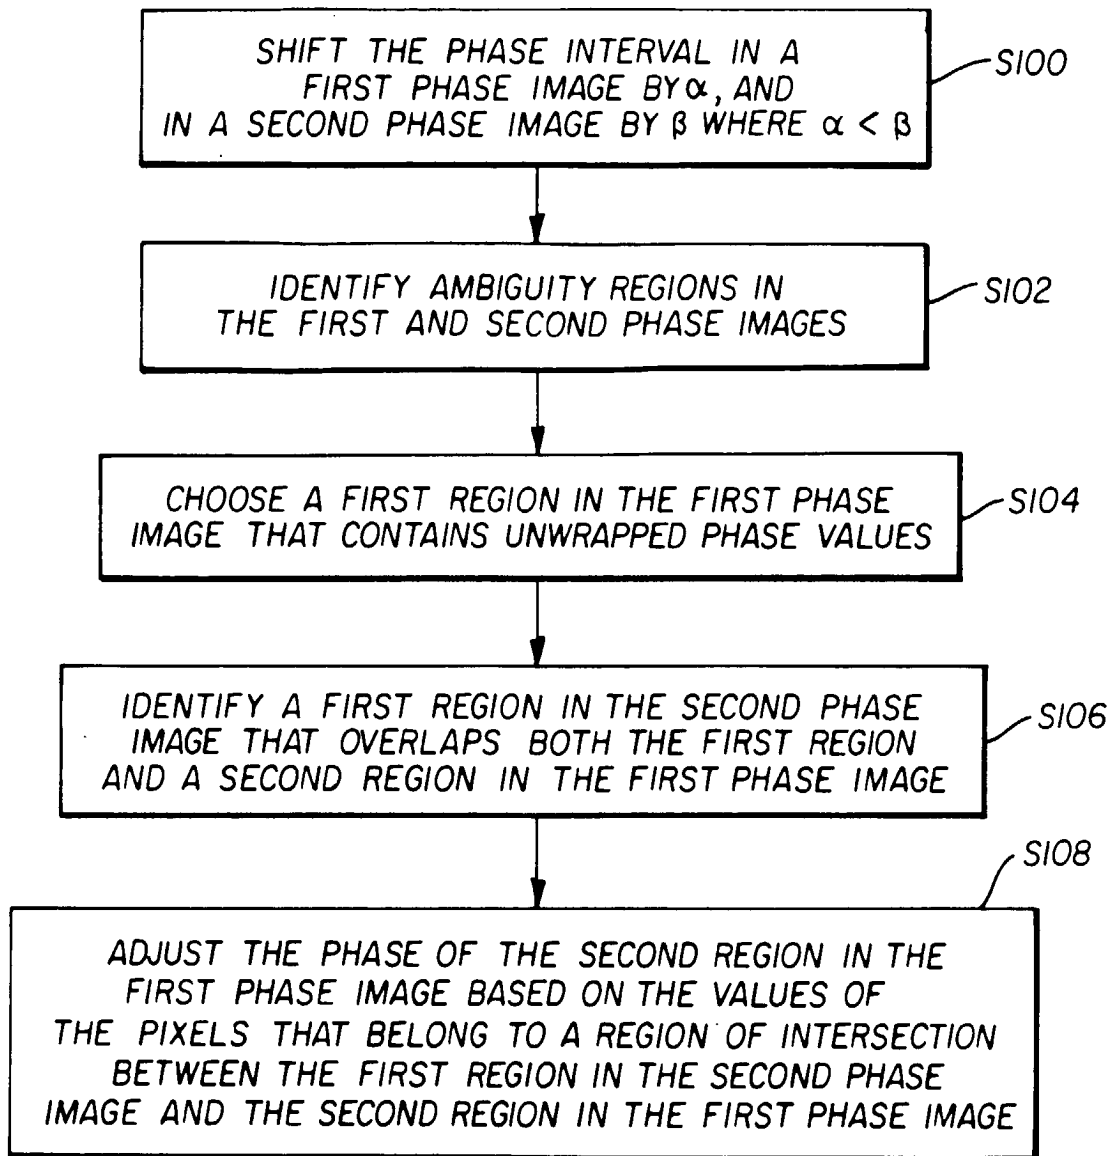 SHIFT THE PHASE INTERVAL IN A
FIRST PHASE IMAGE BY α, AND
IN A SECOND PHASE IMAGE BY β WHERE α < β
S100
IDENTIFY AMBIGUITY REGIONS IN
THE FIRST AND SECOND PHASE IMAGES
S102
CHOOSE A FIRST REGION IN THE FIRST PHASE
IMAGE THAT CONTAINS UNWRAPPED PHASE VALUES
S104
IDENTIFY A FIRST REGION IN THE SECOND PHASE
IMAGE THAT OVERLAPS BOTH THE FIRST REGION
AND A SECOND REGION IN THE FIRST PHASE IMAGE
S106
ADJUST THE PHASE OF THE SECOND REGION IN THE
FIRST PHASE IMAGE BASED ON THE VALUES OF
THE PIXELS THAT BELONG TO A REGION OF INTERSECTION
BETWEEN THE FIRST REGION IN THE SECOND PHASE
IMAGE AND THE SECOND REGION IN THE FIRST PHASE IMAGE
S108